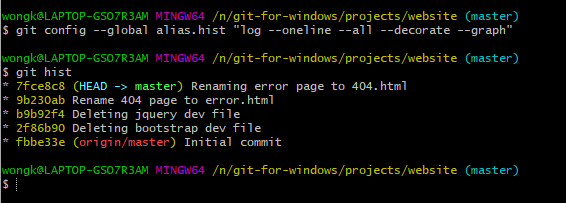 wongk@LAPTOP-GSO7R3AM MINGW64 /n/git-for-windows/projects/website (master)
$ git config --global alias.hist "log --oneline --all --decorate --graph"
wongk@LAPTOP-GSO7R3AM MINGW64 /n/git-for-windows/projects/website (master)
$ git hist
* 7fce8c8 (HEAD -> master) Renaming error page to 404.html
* 9b230ab Rename 404 page to error.html
* b9b92f4 Deleting jquery dev file
* 2f86b90 Deleting bootstrap dev file
* fbbe33e (origin/master) Initial commit
wongk@LAPTOP-GSO7R3AM MINGW64 /n/git-for-windows/projects/website (master)
$